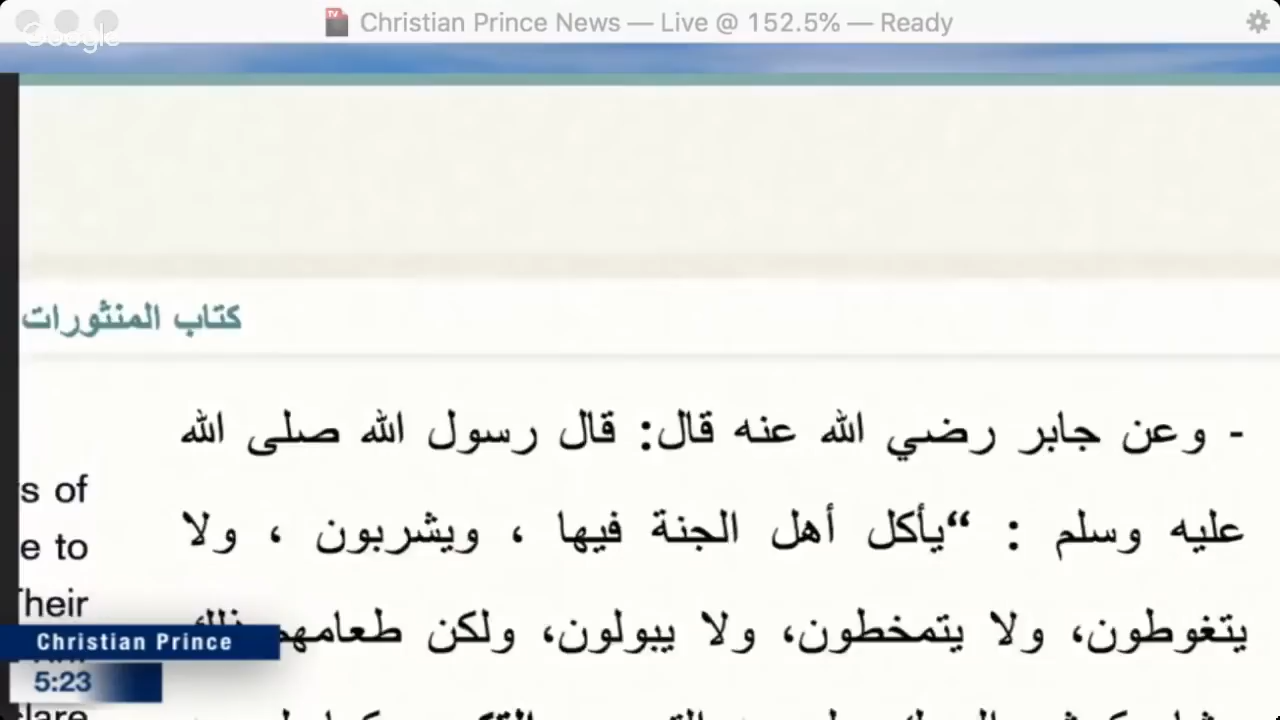 Christian Prince News — Live @ 152.5% — Ready
Google
كتاب المنثورات
- وعن جابر رضي الله عنه قال: قال رسول الله صلى الله
عليه وسلم : “يأكل أهل الجنة فيها ، ويشربون ، ولا
يتغوطون، ولا يتمخطون، ولا يبولون، ولكن طعامهم ذلك
s of
e to
Their
Christian Prince
5:23